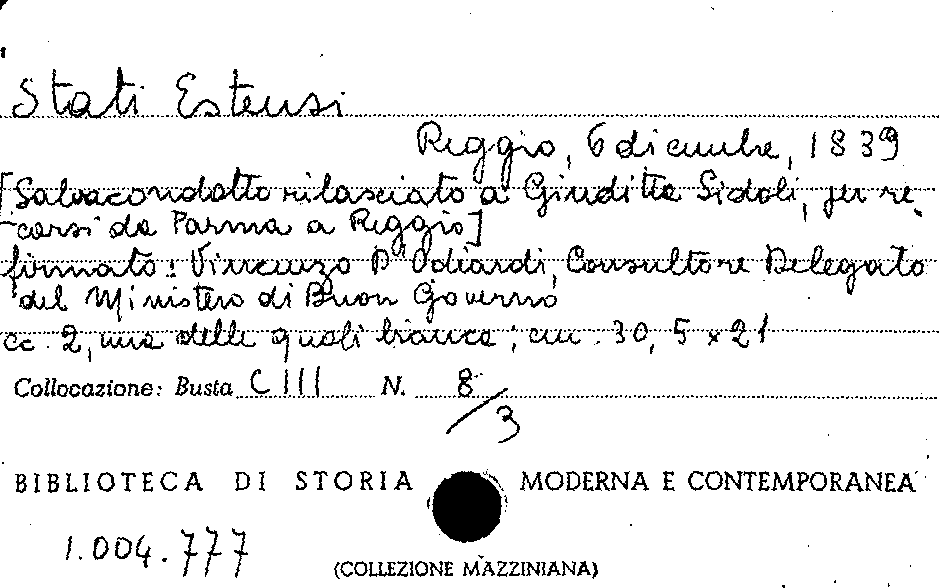 Stati Estensi
Reggio, 6 dicembre, 1839
[Salvacondotto rilasciato a Giuditta Sidoli, per re-
carsi da Parma a Reggio]
firmato: Vincenzo D'Odiardi, Consultore Delegato
del Ministero di Buon Governo
cc. 2, una delle quali bianca; cm. 30,5 x 21
Collocazione: Busta C III N. 8/3
BIBLIOTECA DI STORIA MODERNA E CONTEMPORANEA
1.004.777
(COLLEZIONE MAZZINIANA)